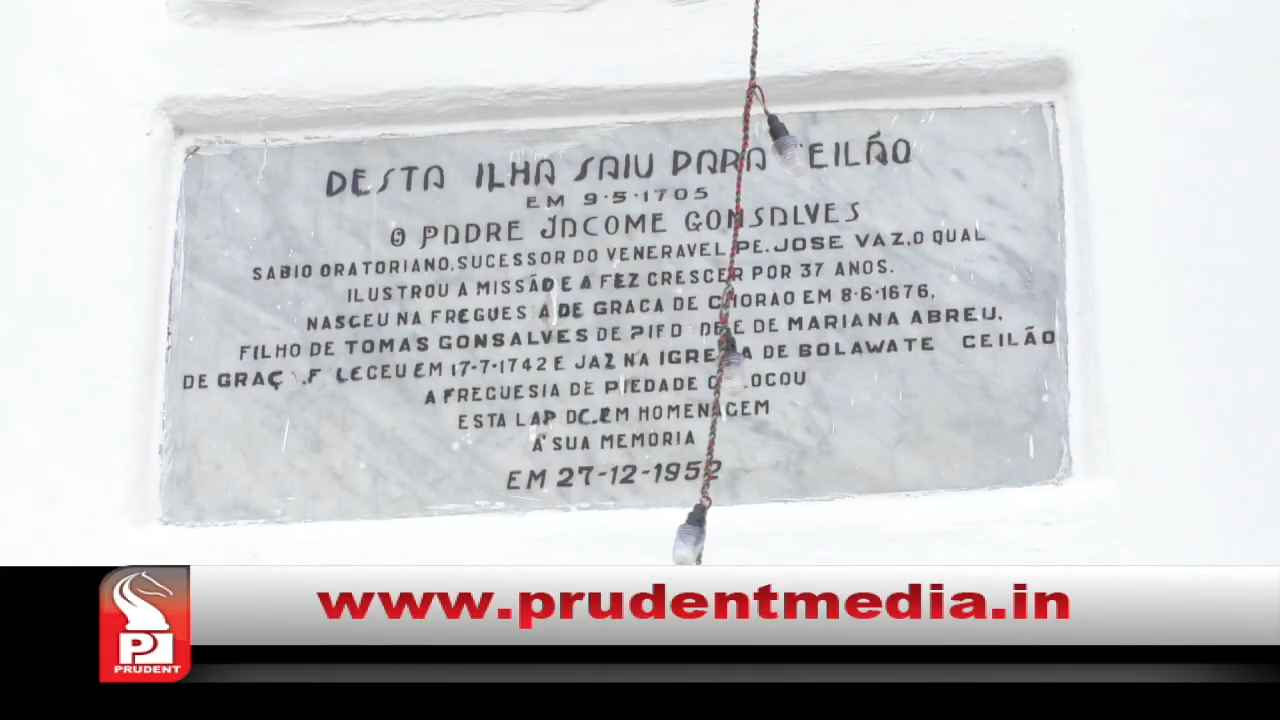 DESTA ILHA SAIU PARA CEILÃO
EM 9·5·1705
O PADRE JÁCOME GONSALVES
SABIO ORATORIANO, SUCESSOR DO VENERAVEL PE. JOSE VAZ, O QUAL
ILUSTROU A MISSÃO E A FEZ CRESCER POR 37 ANOS.
NASCEU NA FREGUESIA DE GRAÇA DE CHORAO EM 8·6·1676,
FILHO DE TOMAS GONSALVES DE PIEDADE E DE MARIANA ABREU,
DE GRAÇA. FALECEU EM 17-7-1742 E JAZ NA IGREJA DE BOLAWATE CEILÃO
A FREGUESIA DE PIEDADE COLOCOU
ESTA LAPIDE, EM HOMENAGEM
Á SUA MEMORIA
EM 27-12-1952
www.prudentmedia.in
P
PRUDENT